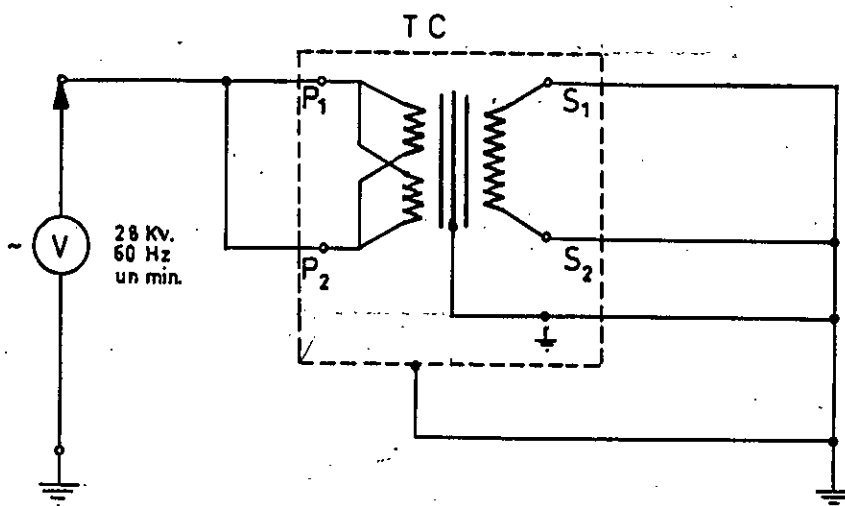 T C
P1
S1
~ V
28 Kv.
60 Hz
un min.
P2
S2